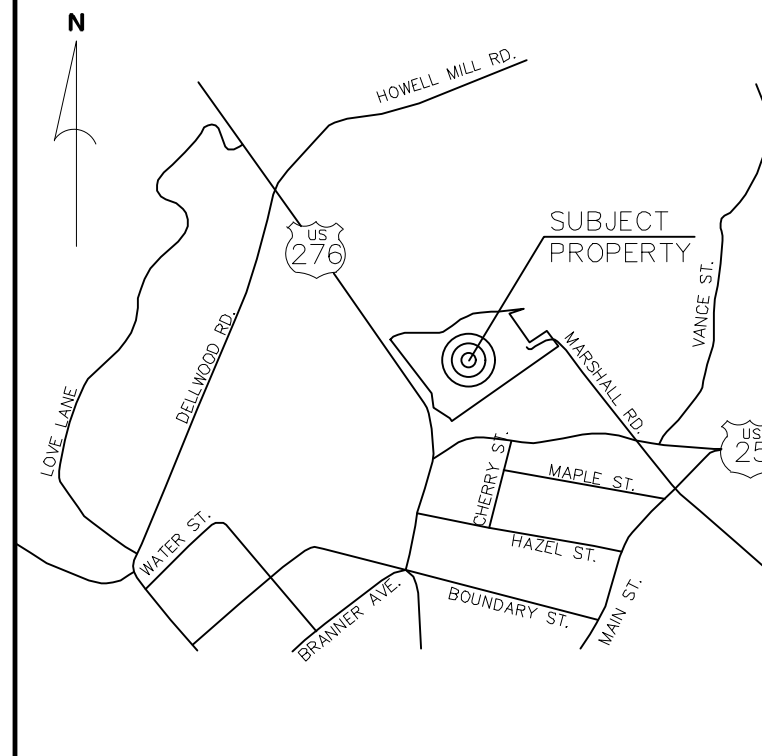 N
HOWELL MILL RD.
SUBJECT
PROPERTY
US
276
VANCE ST.
DELLWOOD RD.
MARSHALL RD.
LOVE LANE
US
CHERRY ST.
MAPLE ST.
WATER ST.
HAZEL ST.
BRANNER AVE.
BOUNDARY ST.
MAIN ST.